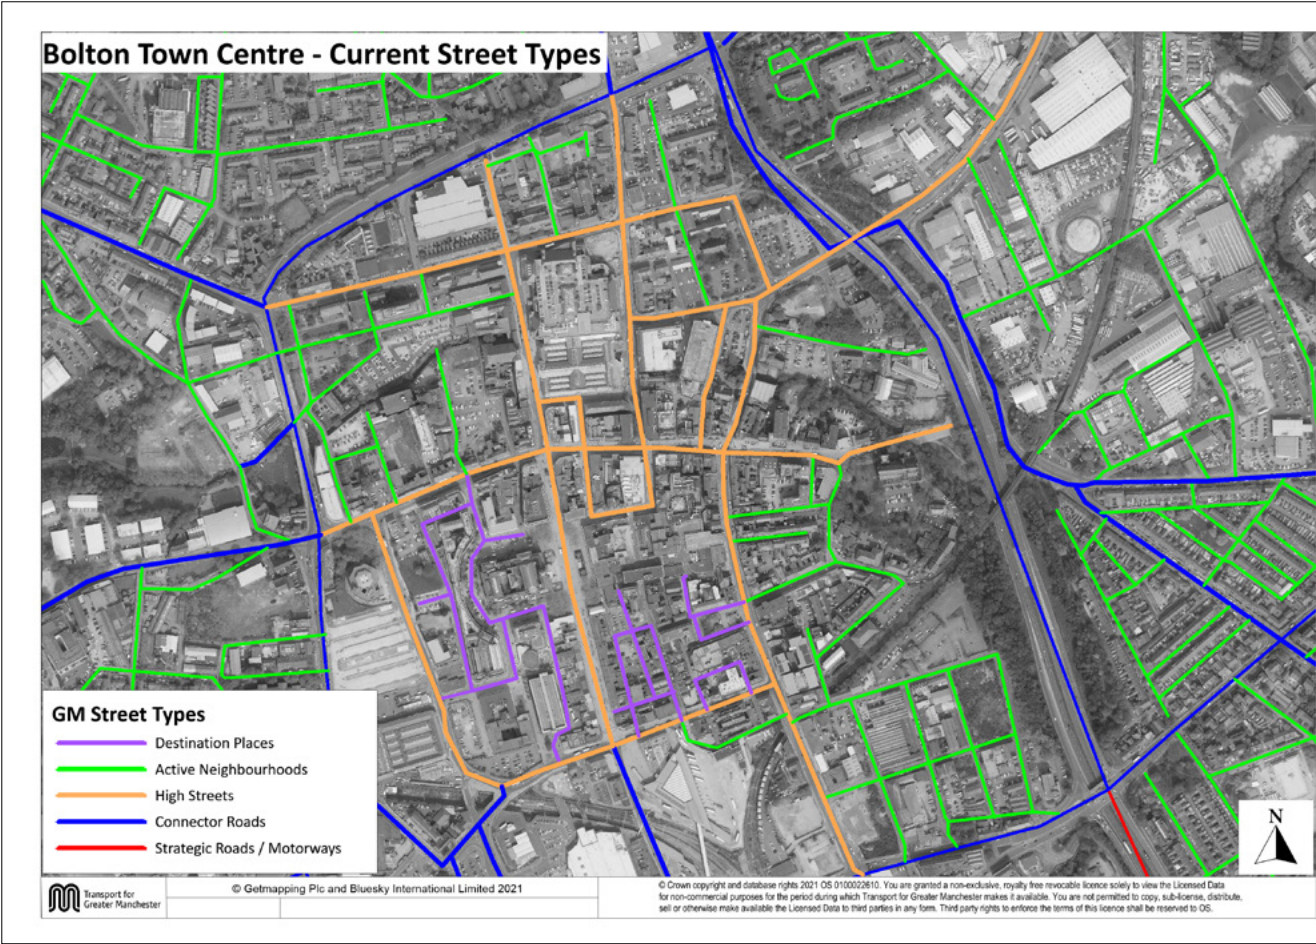 Bolton Town Centre - Current Street Types
GM Street Types
Destination Places
Active Neighbourhoods
High Streets
Connector Roads
Strategic Roads / Motorways
N
Transport for
Greater Manchester
© Getmapping Plc and Bluesky International Limited 2021
© Crown copyright and database rights 2021 OS 0100022610. You are granted a non-exclusive, royalty free revocable licence solely to view the Licensed Data
for non-commercial purposes for the period during which Transport for Greater Manchester makes it available. You are not permitted to copy, sub-license, distribute,
sell or otherwise make available the Licensed Data to third parties in any form. Third party rights to enforce the terms of this licence shall be reserved to OS.